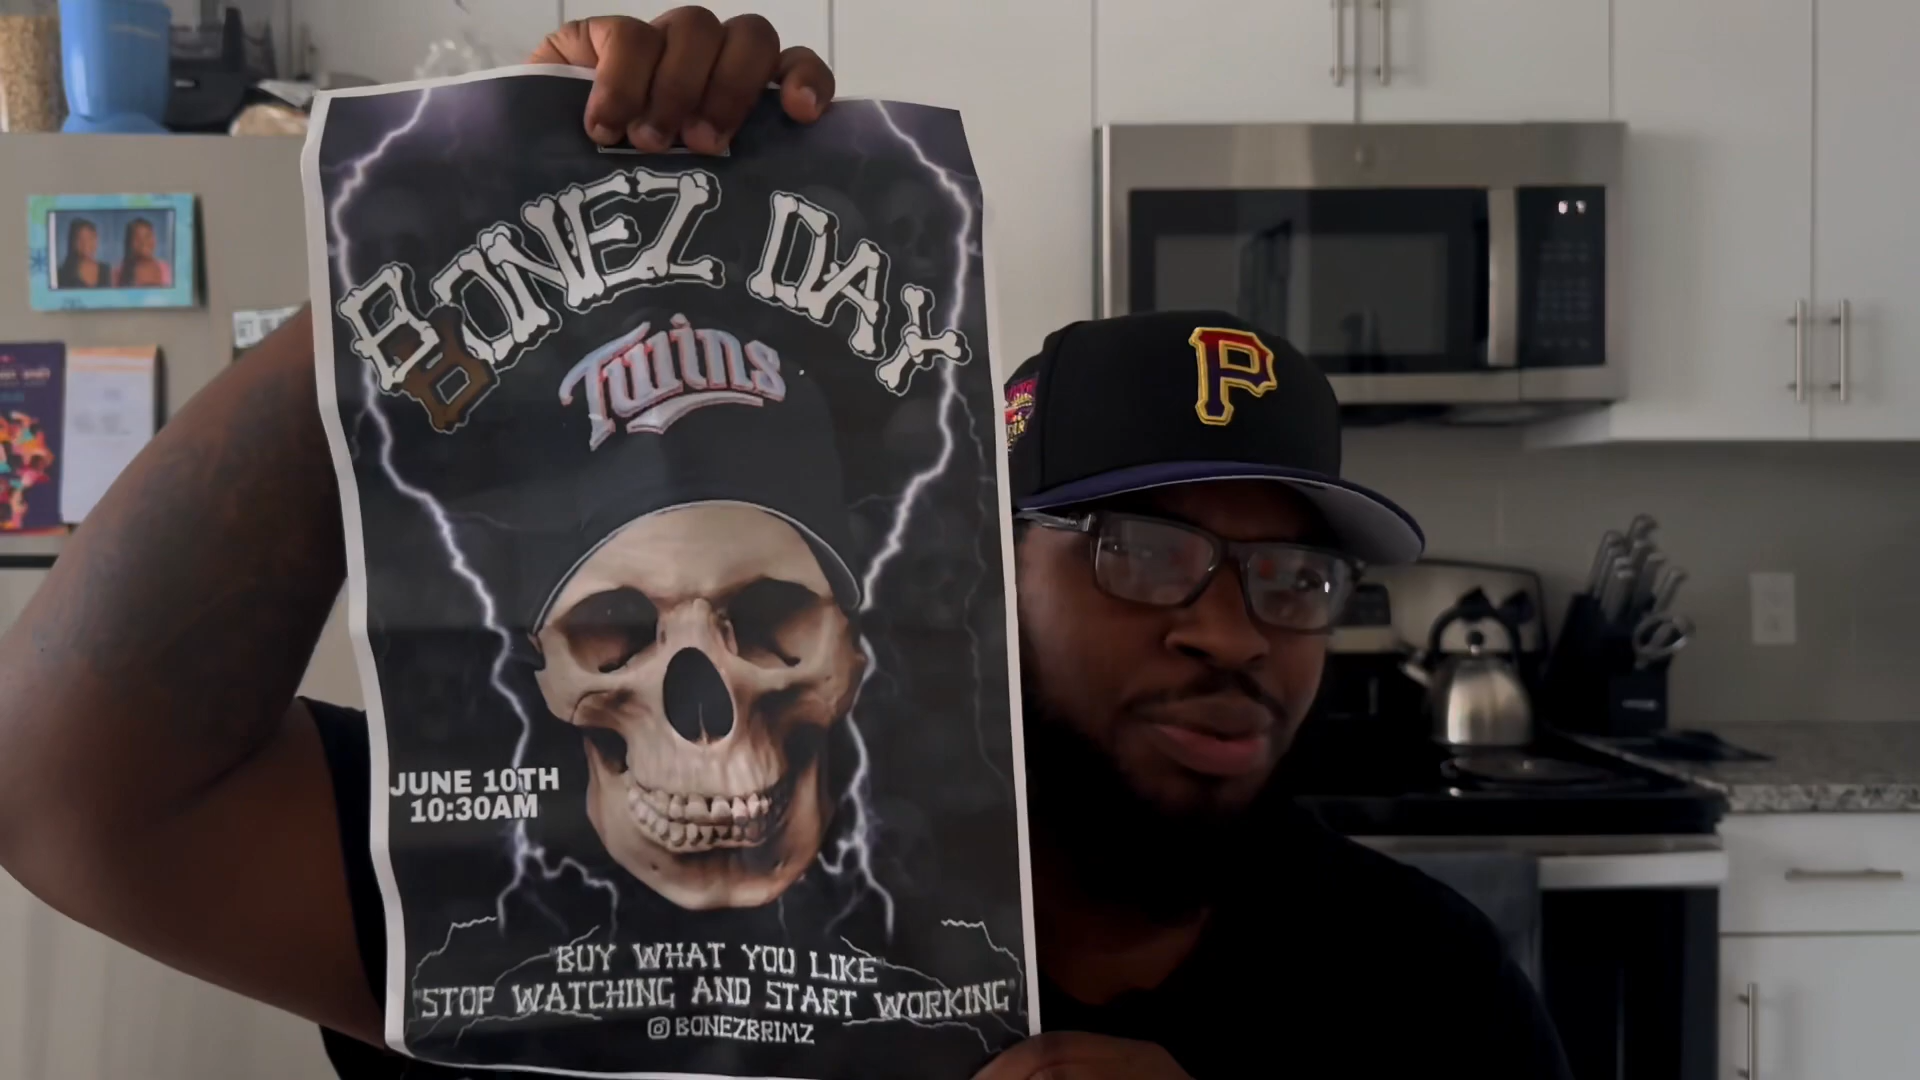 BONEZ DAY
B
Twins
P
JUNE 10TH
10:30AM
"BUY WHAT YOU LIKE"
"STOP WATCHING AND START WORKING"
BONEZBRIMZ